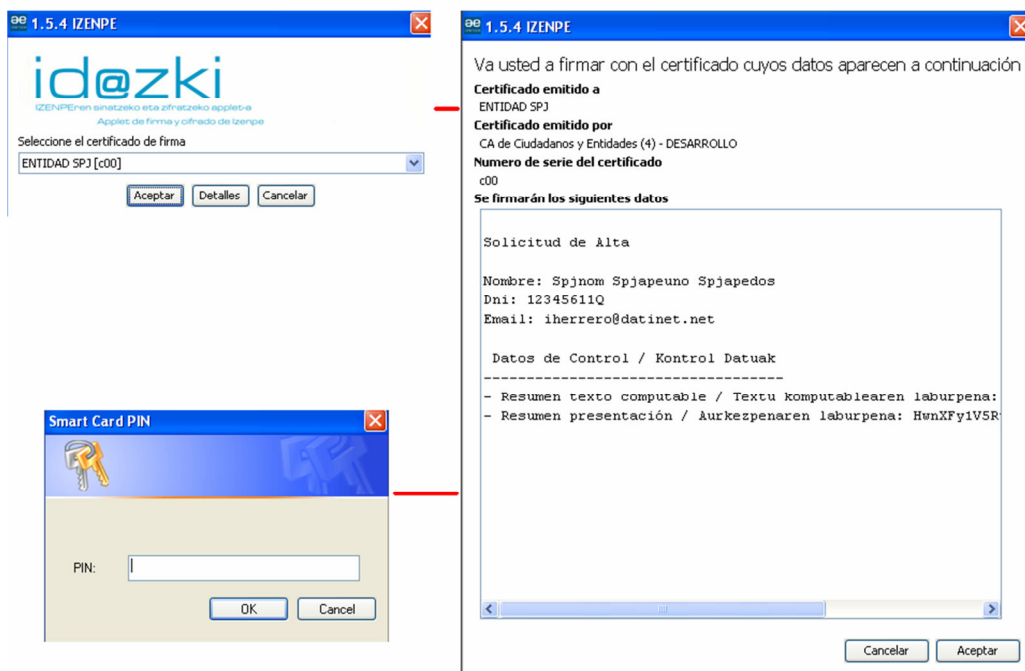 1.5.4 IZENPE
id@zki
IZENPEren sinatzeko eta zifratzeko applet-a
Applet de firma y cifrado de Izenpe
Seleccione el certificado de firma
ENTIDAD SPJ [c00]
Aceptar Detalles Cancelar
1.5.4 IZENPE
Va usted a firmar con el certificado cuyos datos aparecen a continuación
Certificado emitido a
ENTIDAD SPJ
Certificado emitido por
CA de Ciudadanos y Entidades (4) - DESARROLLO
Numero de serie del certificado
c00
Se firmarán los siguientes datos
Solicitud de Alta
Nombre: Spjnom Spjapeuno Spjapedos
Dni: 12345611Q
Email: iherrero@datinet.net
Datos de Control / Kontrol Datuak
----------------------------------
- Resumen texto computable / Textu komputablearen laburpena:
- Resumen presentación / Aurkezpenaren laburpena: HwnXFy1V5R
Cancelar Aceptar
Smart Card PIN
PIN:
OK Cancel